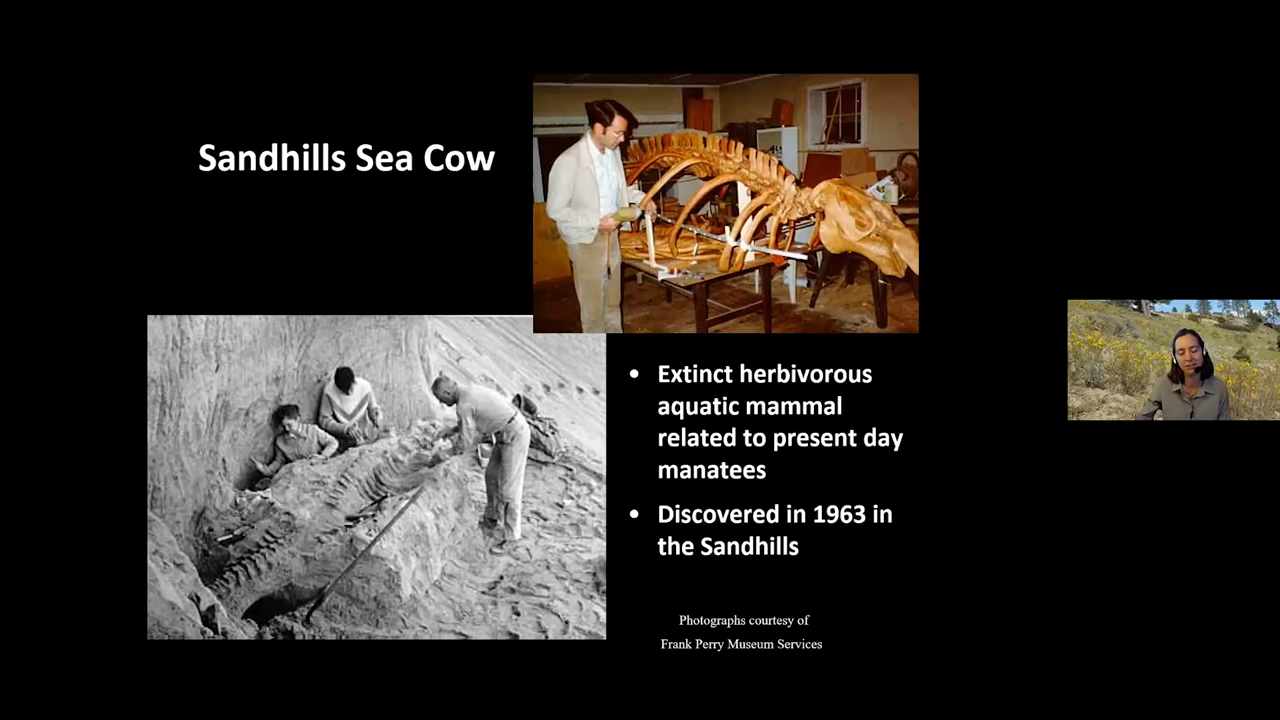 Sandhills Sea Cow
• Extinct herbivorous
aquatic mammal
related to present day
manatees
• Discovered in 1963 in
the Sandhills
Photographs courtesy of
Frank Perry Museum Services